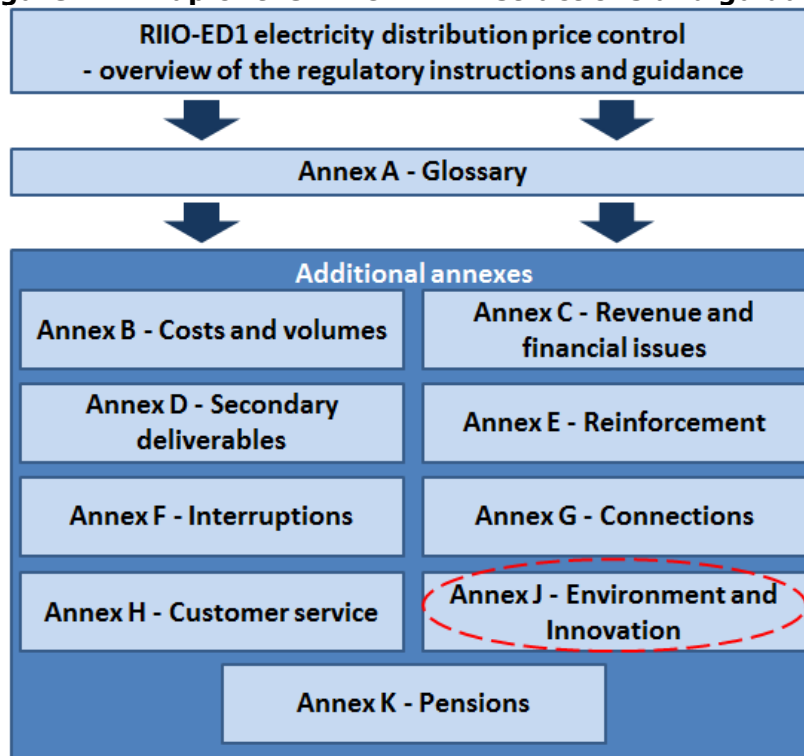 RIIO-ED1 electricity distribution price control
- overview of the regulatory instructions and guidance
Annex A - Glossary
Additional annexes
Annex B - Costs and volumes
Annex C - Revenue and
financial issues
Annex D - Secondary
deliverables
Annex E - Reinforcement
Annex F - Interruptions
Annex G - Connections
Annex H - Customer service
Annex J - Environment and
Innovation
Annex K - Pensions